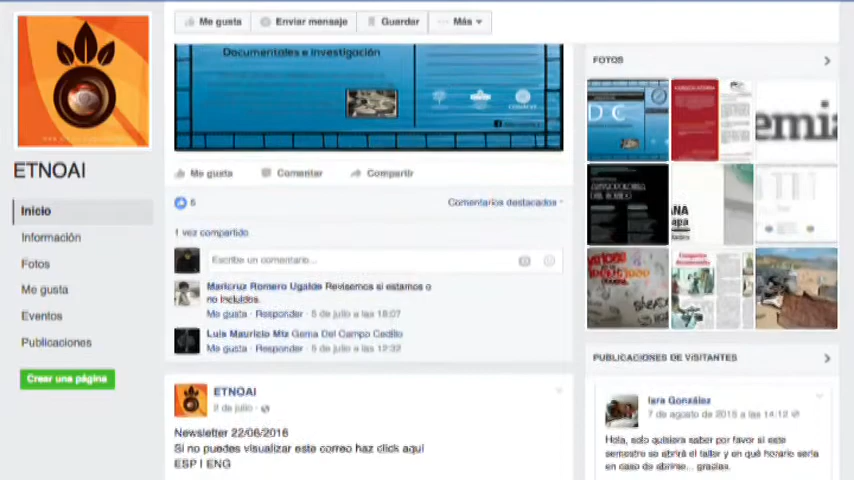 Me gusta Enviar mensaje Guardar Más
Documentales e Investigación
ETNOAI
Inicio
Información
Fotos
Me gusta
Eventos
Publicaciones
Crear una página
Me gusta Comentar Compartir
5 Comentarios destacados
1 vez compartido
Escribe un comentario...
Maricruz Romero Ugalde Revisemos si estamos o
no incluidos.
Me gusta · Responder · 5 de julio a las 18:07
Luis Mauricio Mtz Gema Del Campo Cedillo
Me gusta · Responder · 5 de julio a las 12:32
ETNOAI
2 de julio
Newsletter 22/06/2016
Si no puedes visualizar este correo haz click aquí
ESP I ENG
FOTOS
D C
emia
ANA
apa
PUBLICACIONES DE VISITANTES
Isra González
7 de agosto de 2015 a las 14:12
Hola, solo quisiera saber por favor si este
semestre se abrirá el taller y en qué horario sería
en caso de abrirse... gracias.